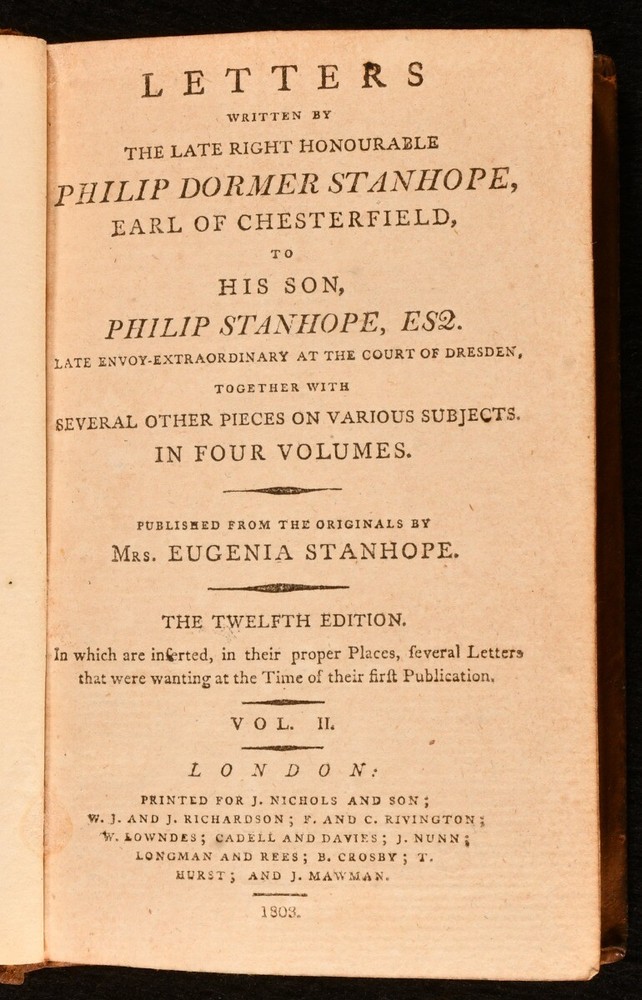 LETTERS
WRITTEN BY
THE LATE RIGHT HONOURABLE
PHILIP DORMER STANHOPE,
EARL OF CHESTERFIELD,
TO
HIS SON,
PHILIP STANHOPE, ESQ.
LATE ENVOY-EXTRAORDINARY AT THE COURT OF DRESDEN,
TOGETHER WITH
SEVERAL OTHER PIECES ON VARIOUS SUBJECTS.
IN FOUR VOLUMES.
PUBLISHED FROM THE ORIGINALS BY
MRS. EUGENIA STANHOPE.
THE TWELFTH EDITION.
In which are inſerted, in their proper Places, ſeveral Letters
that were wanting at the Time of their firſt Publication.
VOL. II.
LONDON:
PRINTED FOR J. NICHOLS AND SON;
W. J. AND J. RICHARDSON; F. AND C. RIVINGTON;
W. LOWNDES; CADELL AND DAVIES; J. NUNN;
LONGMAN AND REES; B. CROSBY; T.
HURST; AND J. MAWMAN.
1803.